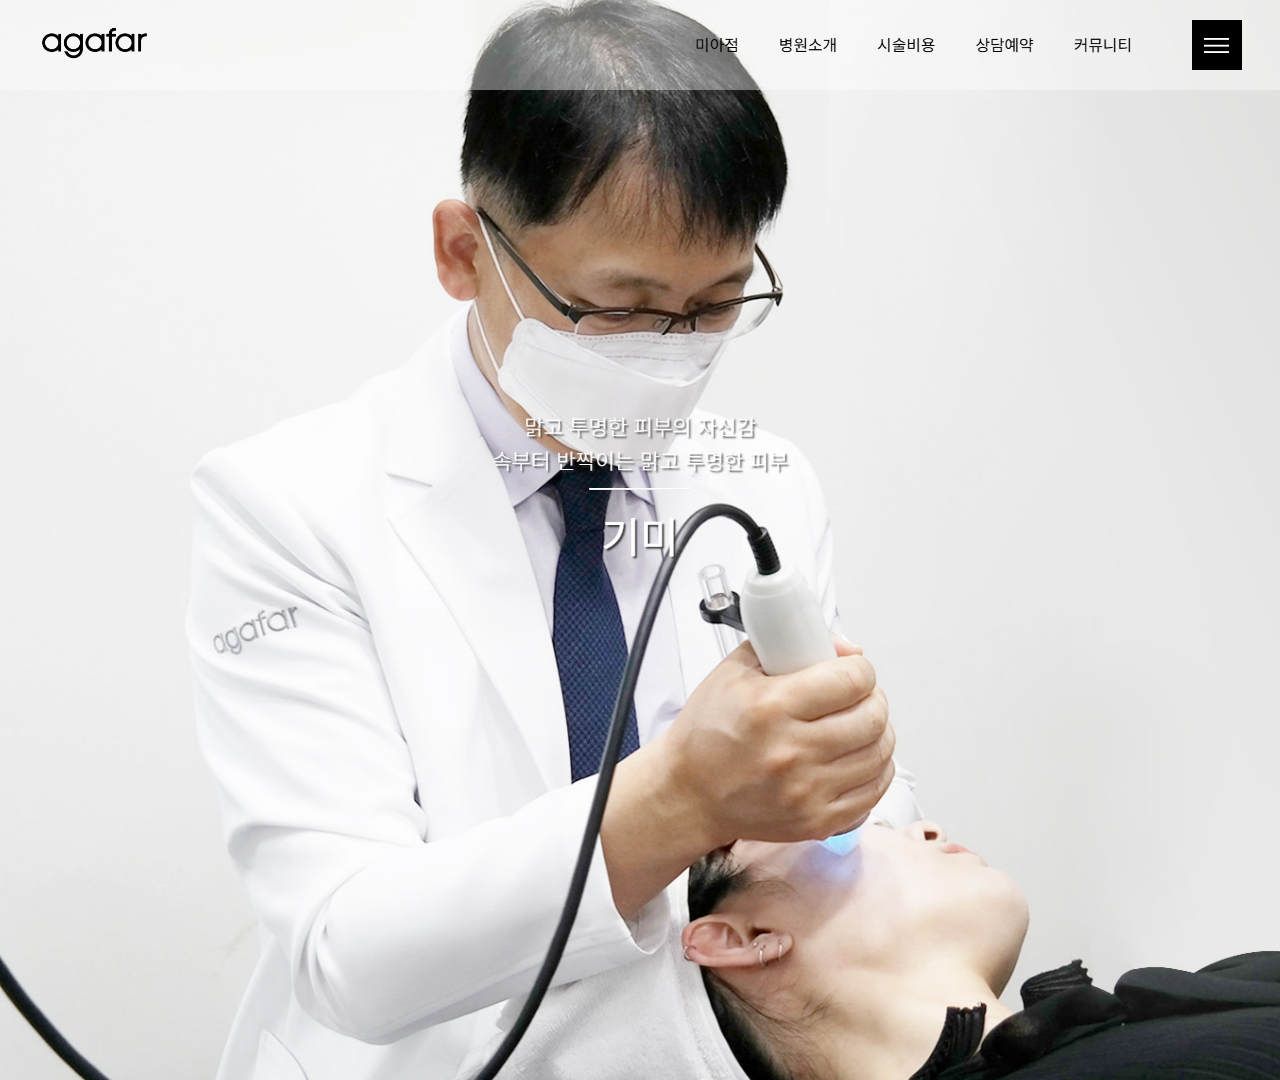 agafar
미아점 병원소개 시술비용 상담예약 커뮤니티
맑고 투명한 피부의 자신감
속부터 반짝이는 맑고 투명한 피부
기미
agafar